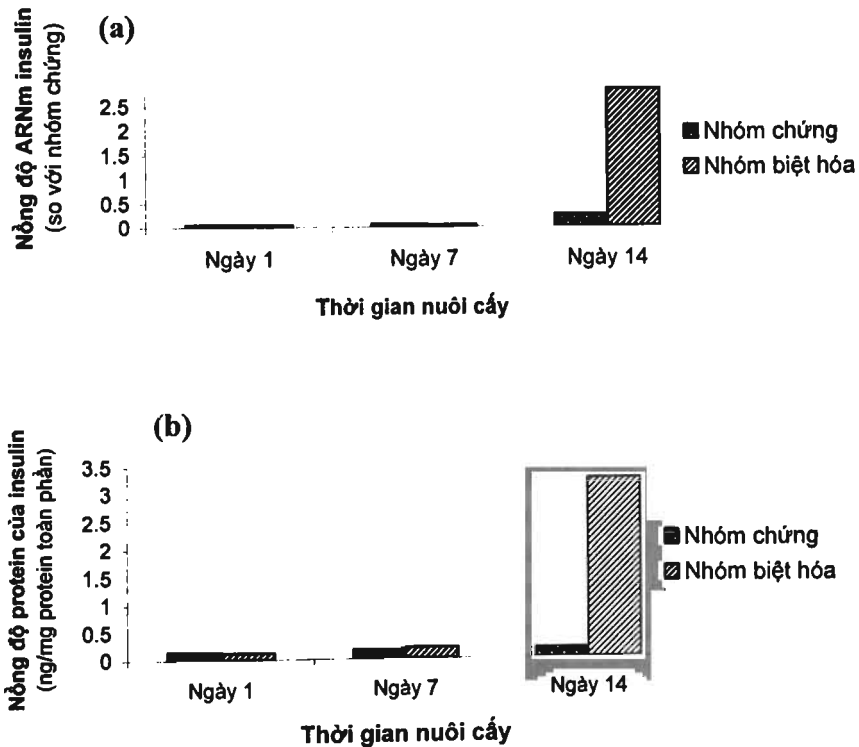 (a)
Nồng độ ARNm insulin
(so với nhóm chứng)
2.5
2
1.5
1
0.5
0
Ngày 1
Ngày 7
Ngày 14
Nhóm chứng
Nhóm biệt hóa
Thời gian nuôi cấy
(b)
Nồng độ protein của insulin
(ng/mg protein toàn phần)
3.5
3
2.5
2
1.5
1
0.5
0
Ngày 1
Ngày 7
Ngày 14
Nhóm chứng
Nhóm biệt hóa
Thời gian nuôi cấy